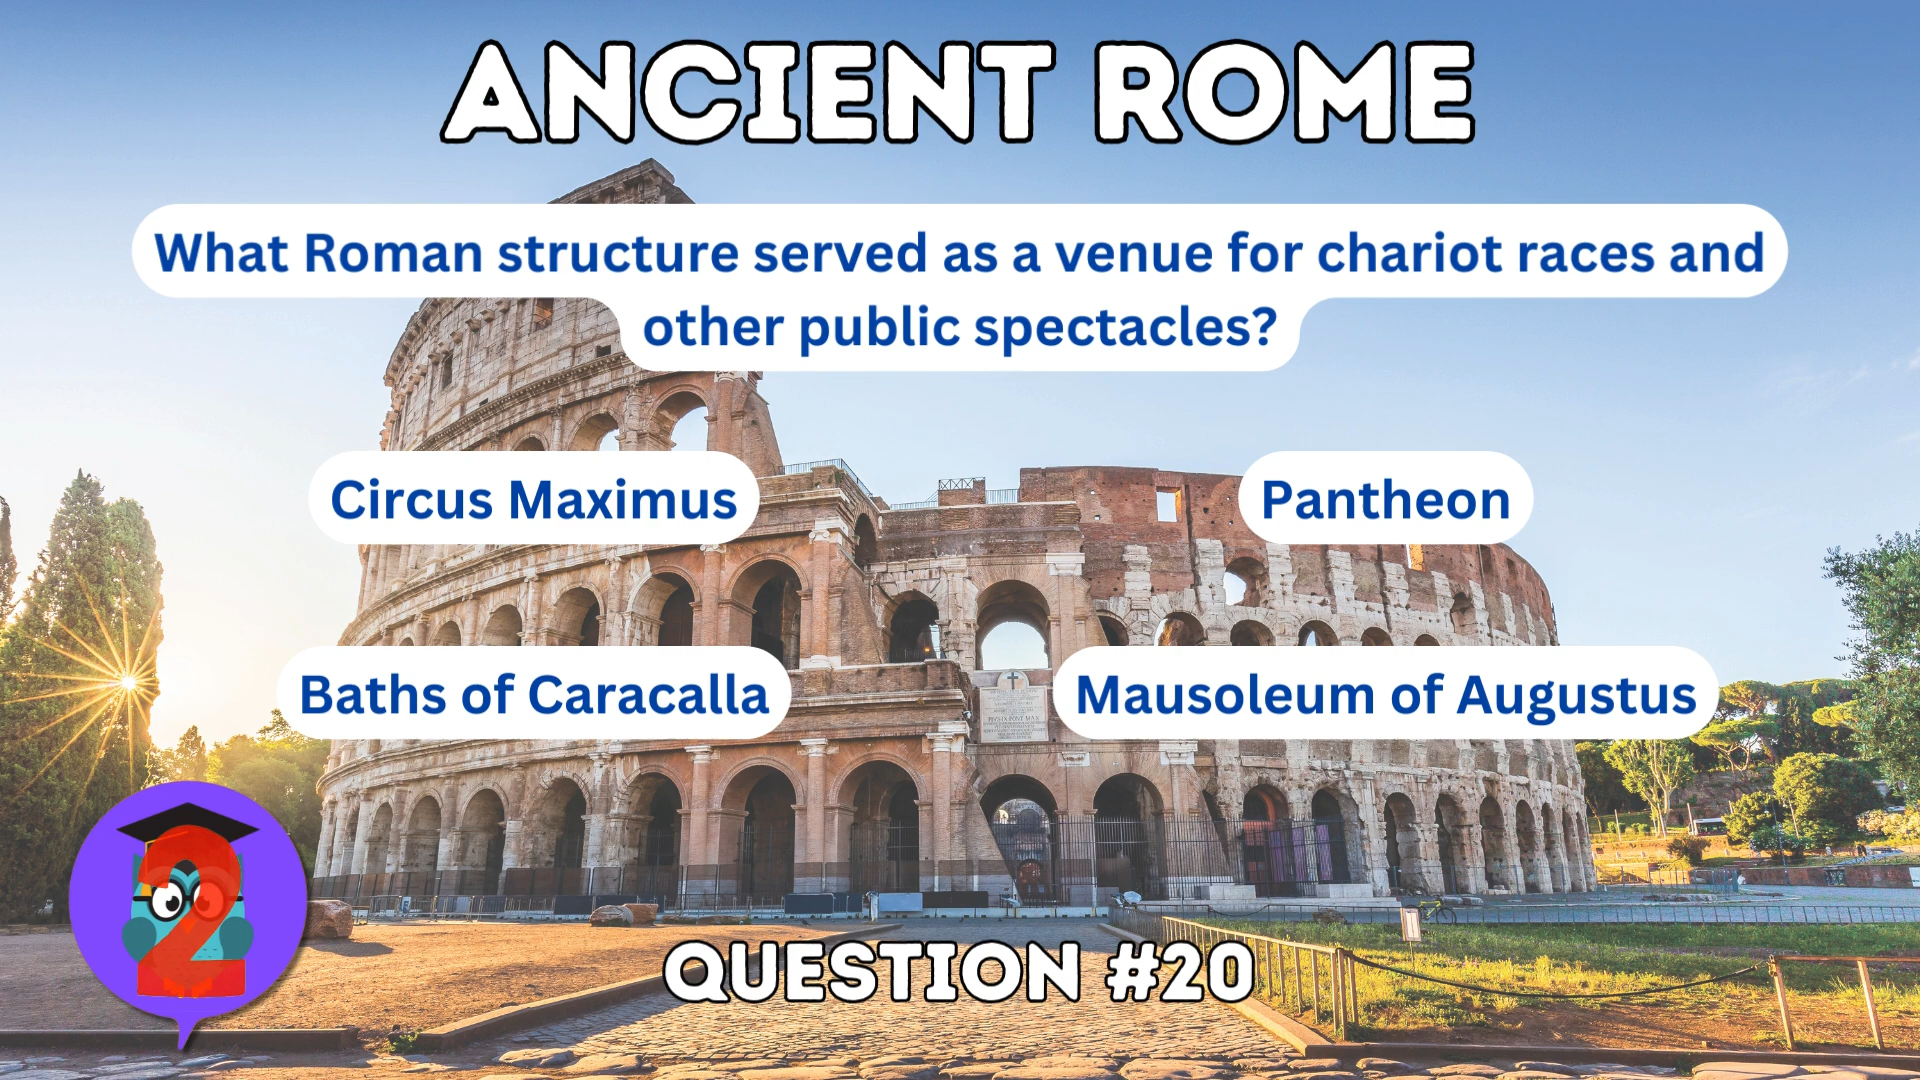 ANCIENT ROME
What Roman structure served as a venue for chariot races and
other public spectacles?
Circus Maximus
Pantheon
Baths of Caracalla
Mausoleum of Augustus
2
QUESTION #20